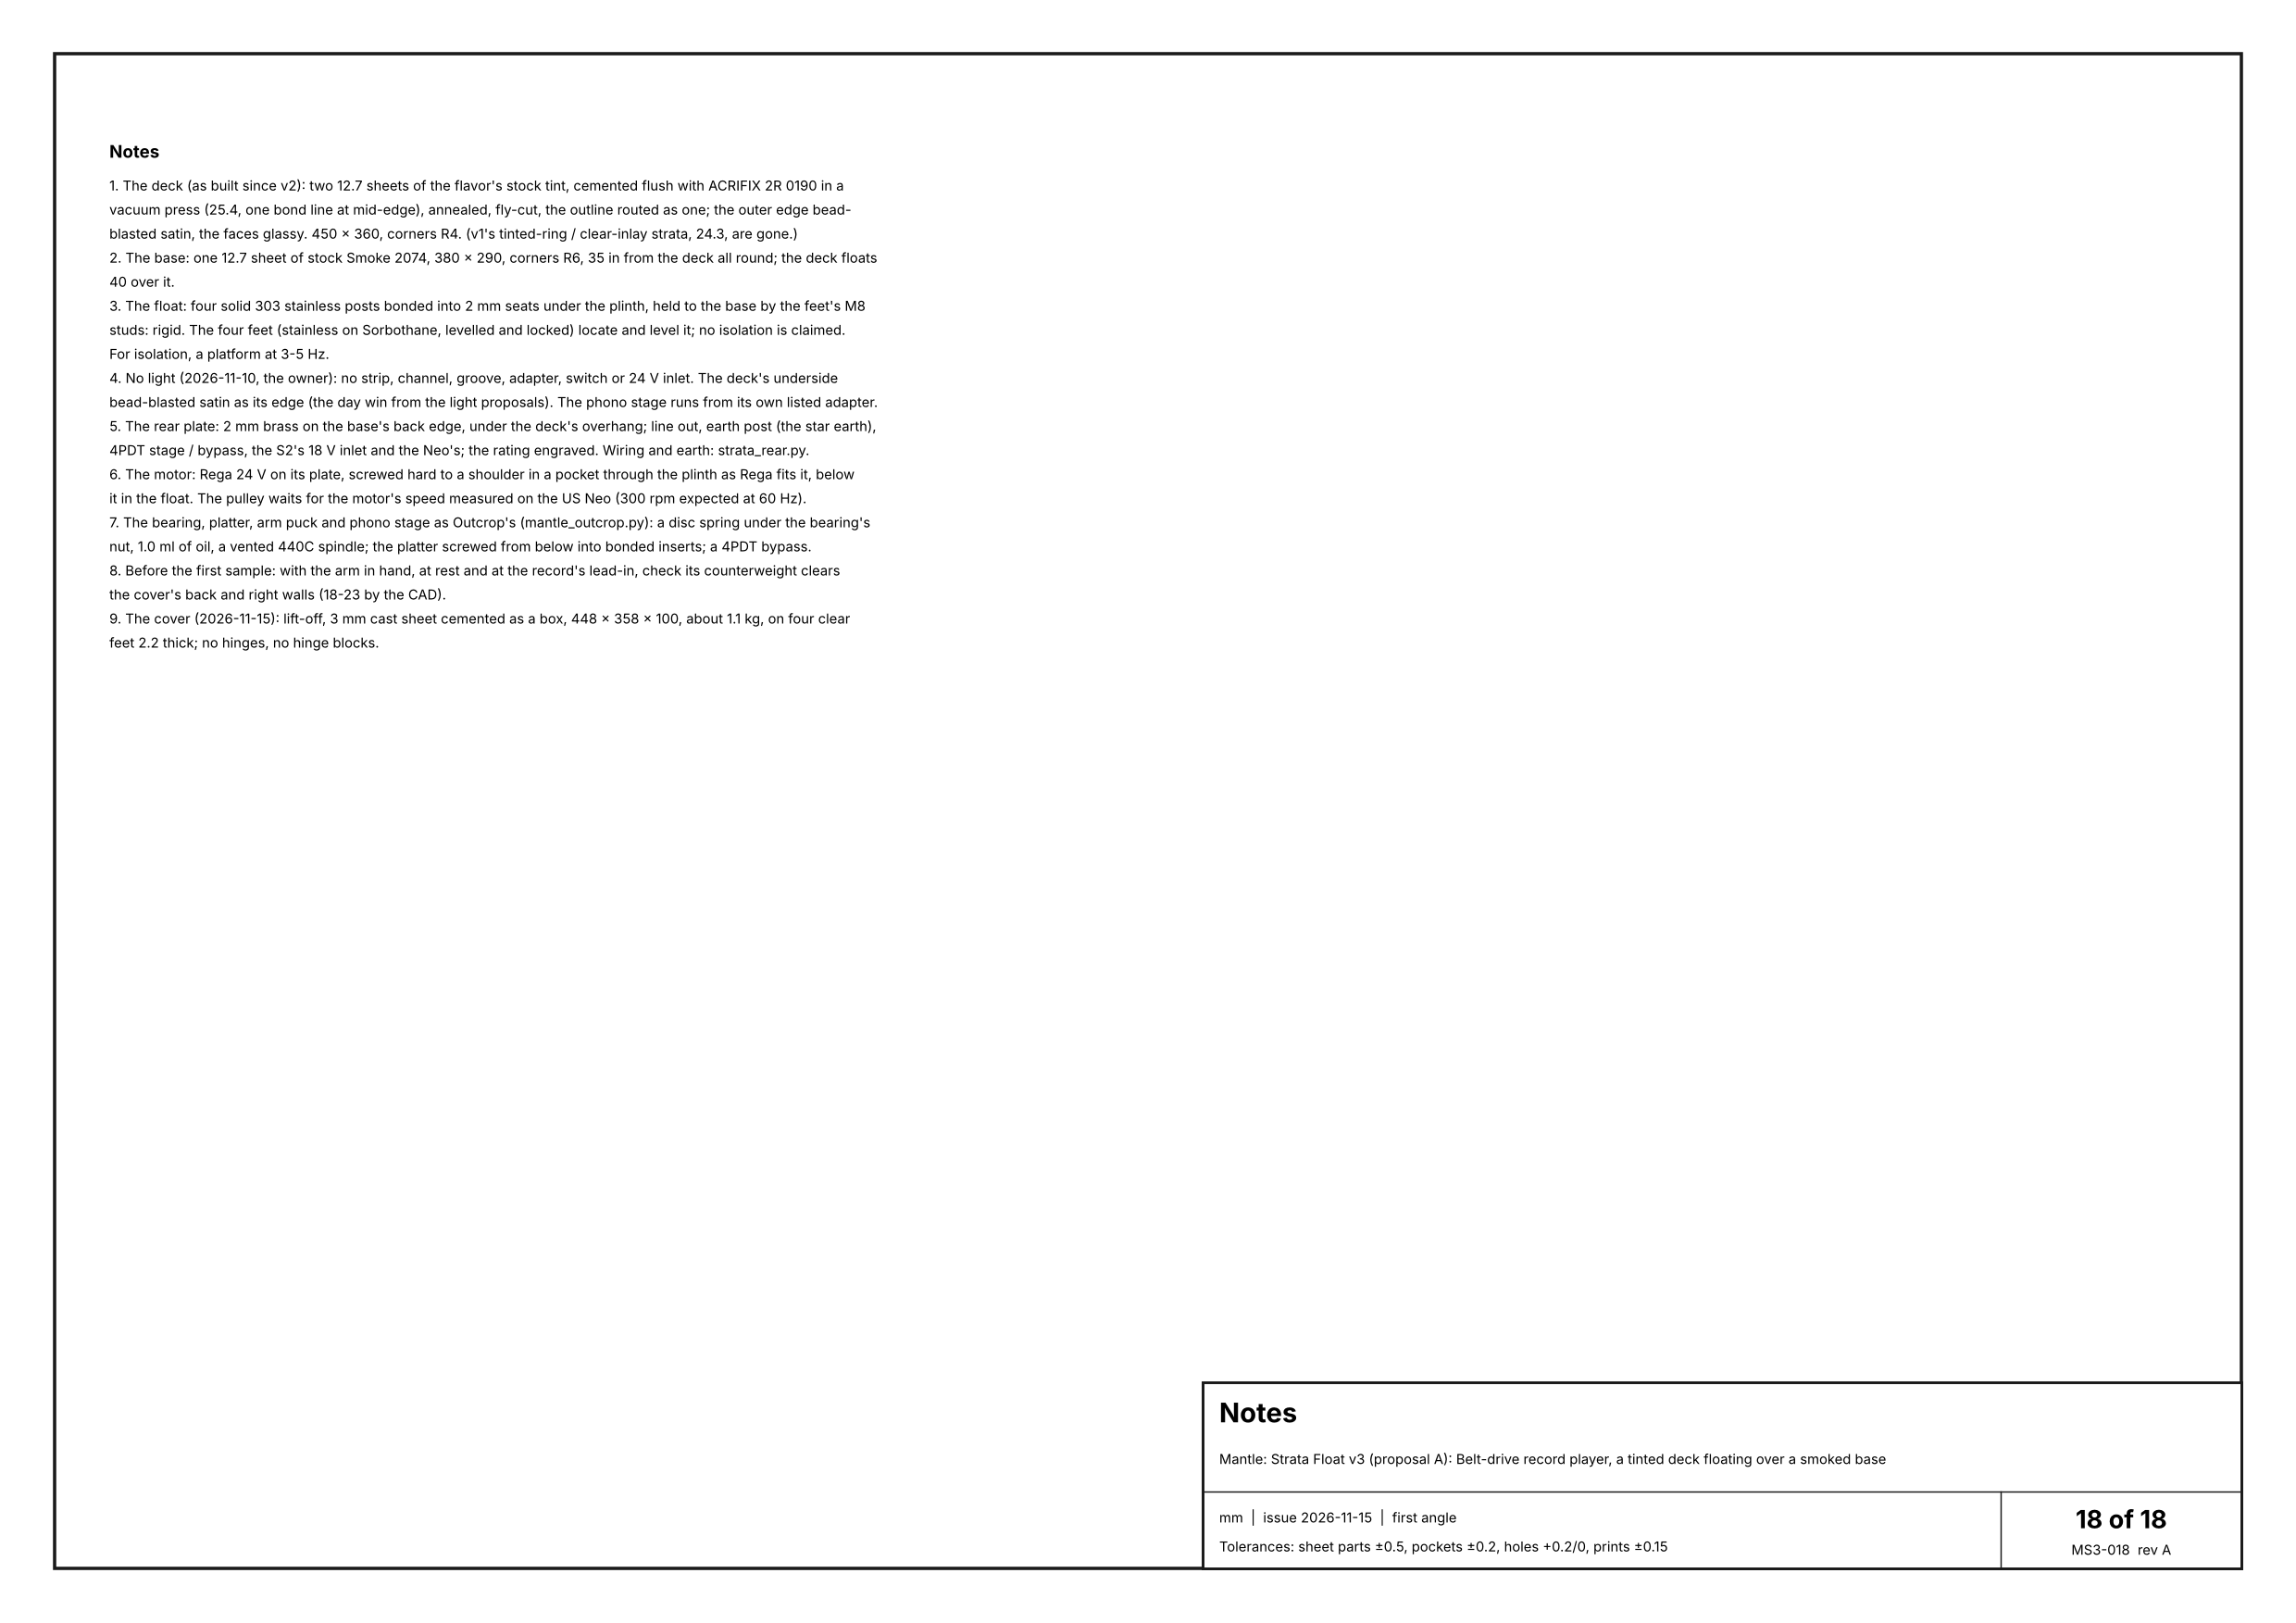 Notes
1. The deck (as built since v2): two 12.7 sheets of the flavor's stock tint, cemented flush with ACRIFIX 2R 0190 in a
vacuum press (25.4, one bond line at mid-edge), annealed, fly-cut, the outline routed as one; the outer edge bead-
blasted satin, the faces glassy. 450 × 360, corners R4. (v1's tinted-ring / clear-inlay strata, 24.3, are gone.)
2. The base: one 12.7 sheet of stock Smoke 2074, 380 × 290, corners R6, 35 in from the deck all round; the deck floats
40 over it.
3. The float: four solid 303 stainless posts bonded into 2 mm seats under the plinth, held to the base by the feet's M8
studs: rigid. The four feet (stainless on Sorbothane, levelled and locked) locate and level it; no isolation is claimed.
For isolation, a platform at 3-5 Hz.
4. No light (2026-11-10, the owner): no strip, channel, groove, adapter, switch or 24 V inlet. The deck's underside
bead-blasted satin as its edge (the day win from the light proposals). The phono stage runs from its own listed adapter.
5. The rear plate: 2 mm brass on the base's back edge, under the deck's overhang; line out, earth post (the star earth),
4PDT stage / bypass, the S2's 18 V inlet and the Neo's; the rating engraved. Wiring and earth: strata_rear.py.
6. The motor: Rega 24 V on its plate, screwed hard to a shoulder in a pocket through the plinth as Rega fits it, below
it in the float. The pulley waits for the motor's speed measured on the US Neo (300 rpm expected at 60 Hz).
7. The bearing, platter, arm puck and phono stage as Outcrop's (mantle_outcrop.py): a disc spring under the bearing's
nut, 1.0 ml of oil, a vented 440C spindle; the platter screwed from below into bonded inserts; a 4PDT bypass.
8. Before the first sample: with the arm in hand, at rest and at the record's lead-in, check its counterweight clears
the cover's back and right walls (18-23 by the CAD).
9. The cover (2026-11-15): lift-off, 3 mm cast sheet cemented as a box, 448 × 358 × 100, about 1.1 kg, on four clear
feet 2.2 thick; no hinges, no hinge blocks.
Notes
Mantle: Strata Float v3 (proposal A): Belt-drive record player, a tinted deck floating over a smoked base
mm | issue 2026-11-15 | first angle
Tolerances: sheet parts ±0.5, pockets ±0.2, holes +0.2/0, prints ±0.15
18 of 18
MS3-018 rev A